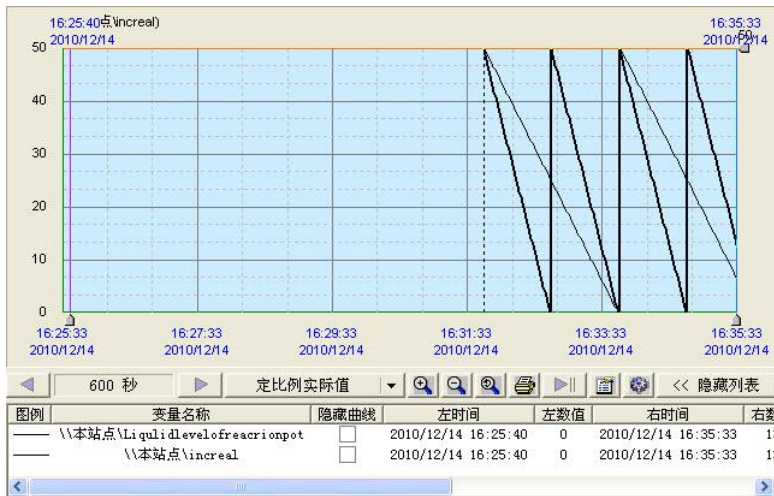 16:25:40点\increal) 16:35:33
2010/12/14 2010/12/14
50 50
40
30
20
10
0
16:25:33 16:27:33 16:29:33 16:31:33 16:33:33 16:35:33
2010/12/14 2010/12/14 2010/12/14 2010/12/14 2010/12/14 2010/12/14
600 秒 定比例实际值 << 隐藏列表
图例 变量名称 隐藏曲线 左时间 左数值 右时间 右数
\\本站点\Liqulidlevelofreacrionpot 2010/12/14 16:25:40 0 2010/12/14 16:35:33
\\本站点\increal 2010/12/14 16:25:40 0 2010/12/14 16:35:33